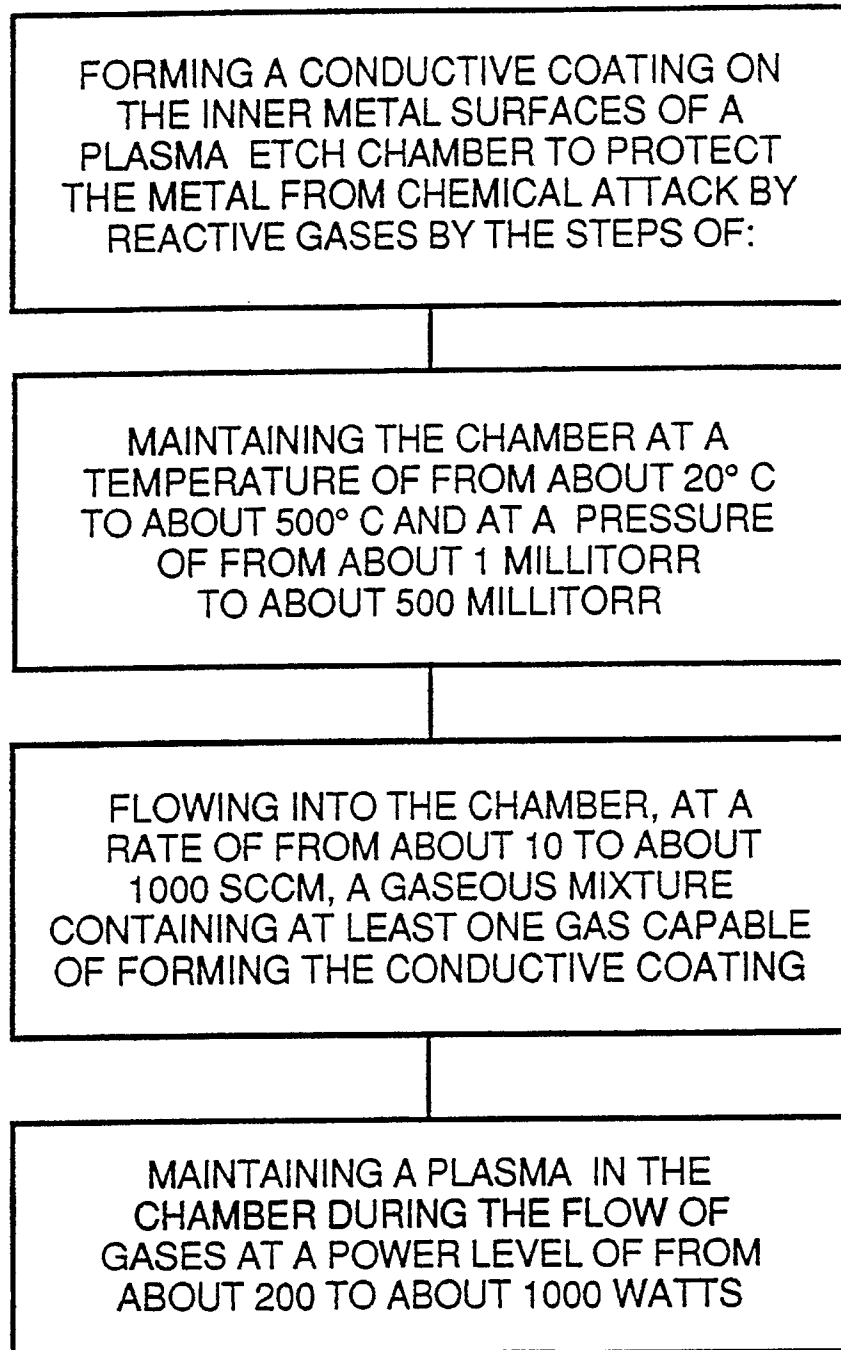 FORMING A CONDUCTIVE COATING ON
THE INNER METAL SURFACES OF A
PLASMA ETCH CHAMBER TO PROTECT
THE METAL FROM CHEMICAL ATTACK BY
REACTIVE GASES BY THE STEPS OF:
MAINTAINING THE CHAMBER AT A
TEMPERATURE OF FROM ABOUT 20° C
TO ABOUT 500° C AND AT A PRESSURE
OF FROM ABOUT 1 MILLITORR
TO ABOUT 500 MILLITORR
FLOWING INTO THE CHAMBER, AT A
RATE OF FROM ABOUT 10 TO ABOUT
1000 SCCM, A GASEOUS MIXTURE
CONTAINING AT LEAST ONE GAS CAPABLE
OF FORMING THE CONDUCTIVE COATING
MAINTAINING A PLASMA IN THE
CHAMBER DURING THE FLOW OF
GASES AT A POWER LEVEL OF FROM
ABOUT 200 TO ABOUT 1000 WATTS